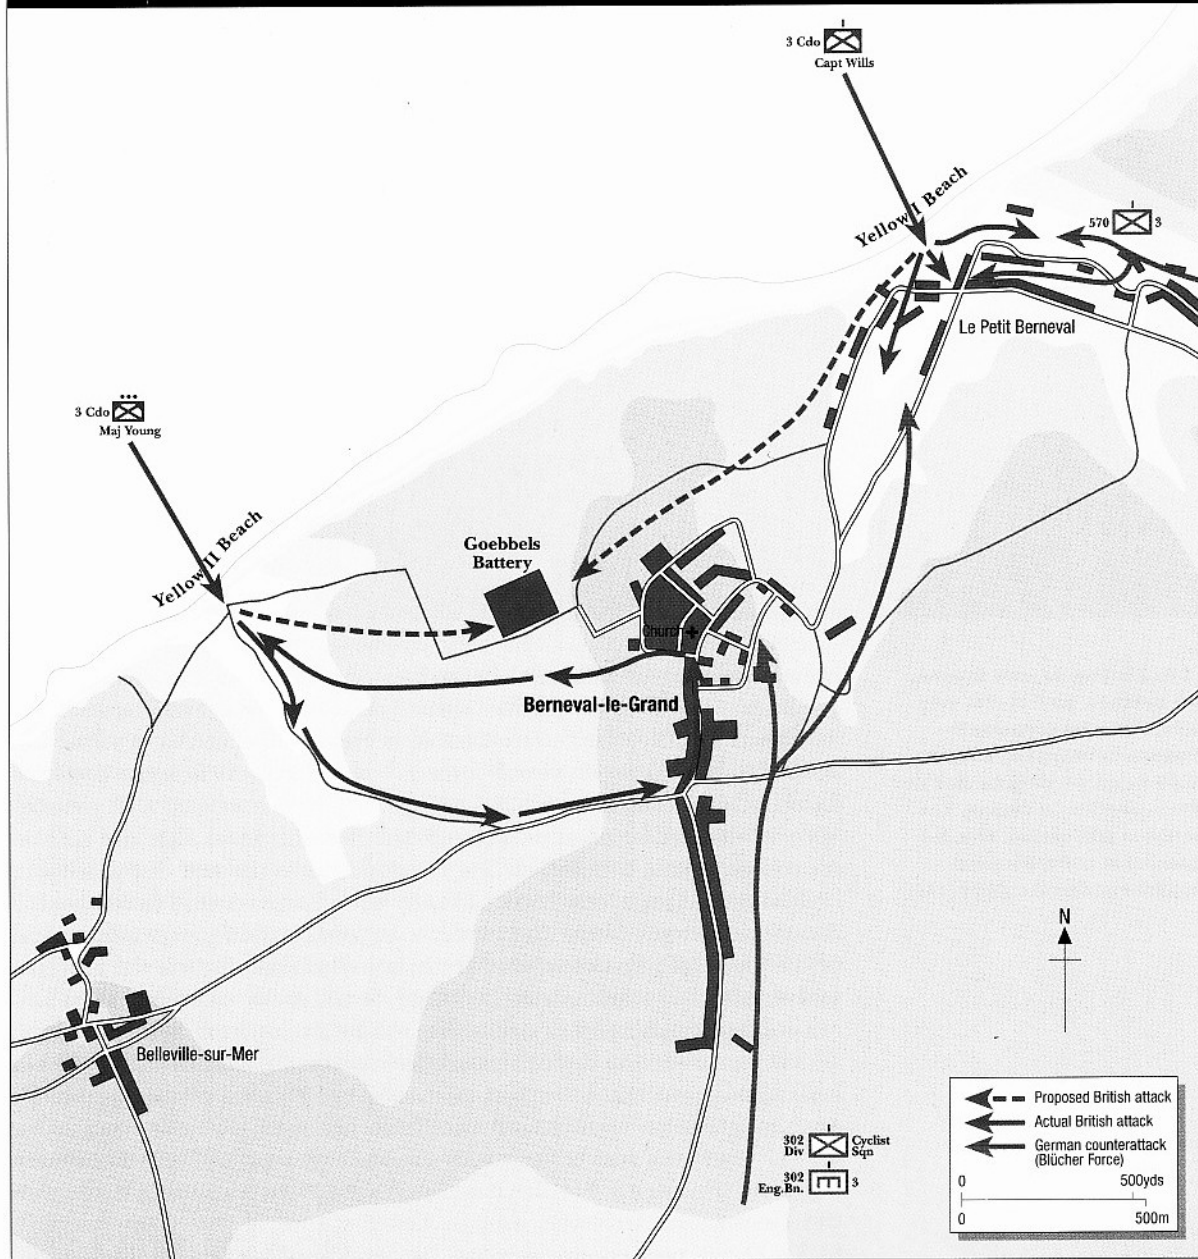 3 Cdo
Capt Wills
Yellow I Beach
570
3
Le Petit Berneval
3 Cdo
Maj Young
Yellow II Beach
Goebbels
Battery
Church
Berneval-le-Grand
N
Belleville-sur-Mer
Proposed British attack
Actual British attack
German counterattack
(Blücher Force)
0 500yds
0 500m
302
Div
Cyclist
Sqn
302
Eng.Bn.
E
3